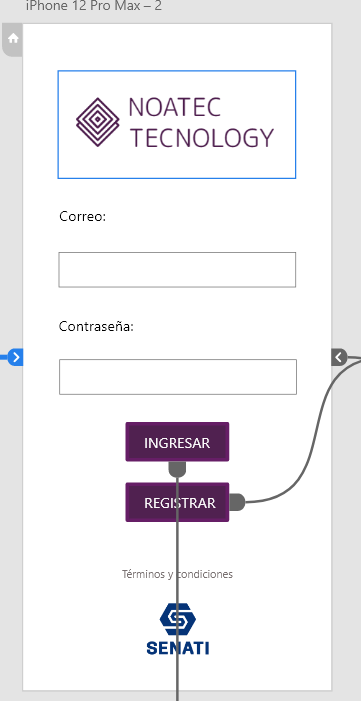 iPhone 12 Pro Max – 2
NOATEC
TECNOLOGY
Correo:
Contraseña:
INGRESAR
REGISTRAR
Términos y condiciones
SENATI